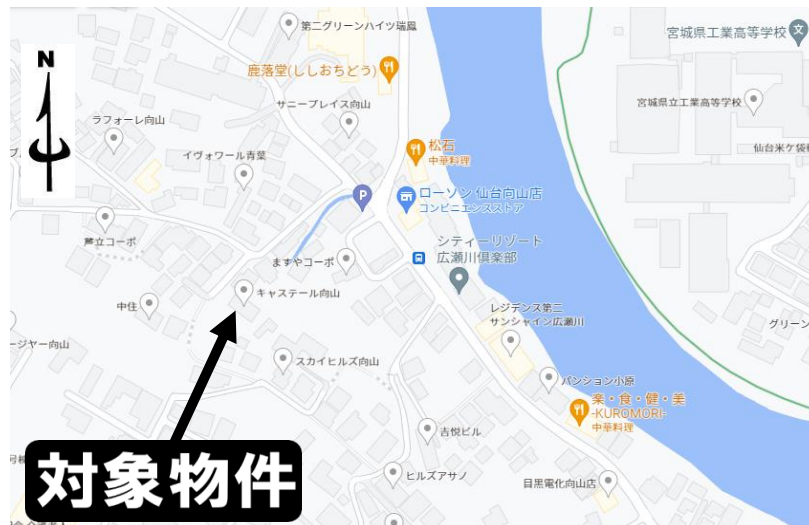 第二グリーンハイツ瑞鳳
宮城県工業高等学校
N
鹿落堂(ししおちどう)
サニープレイス向山
宮城県立工業高等学校
ラフォーレ向山
松石
中華料理
仙台米ケ袋
イヴォワール青葉
P
ローソン 仙台向山店
コンビニエンスストア
芦立コーポ
シティーリゾート
広瀬川倶楽部
ますやコーポ
キャステール向山
中住
レジデンス第二
サンシャイン広瀬川
グリーン
ージヤー向山
スカイヒルズ向山
パンション小原
楽・食・健・美
-KUROMORI-
中華料理
吉悦ビル
対象物件
ヒルズアサノ
目黒電化向山店